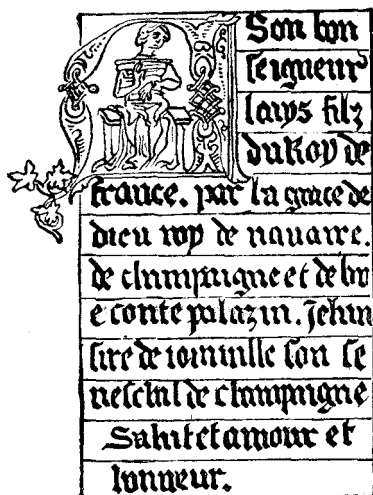 A Son bon
seigneur
looys filz
du Roy de
france. par la grace de
dieu roy de nauarre.
de champaigne et de bri
e conte palazin. Jehan
sire de ioinuille son se
neschal de champaigne
Salut et amour et
honneur.